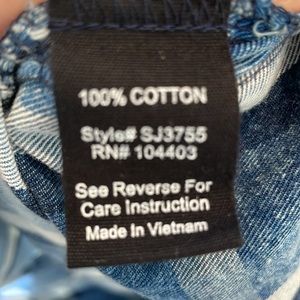 100% COTTON
Style# SJ3755
RN# 104403
See Reverse For
Care Instruction
Made In Vietnam